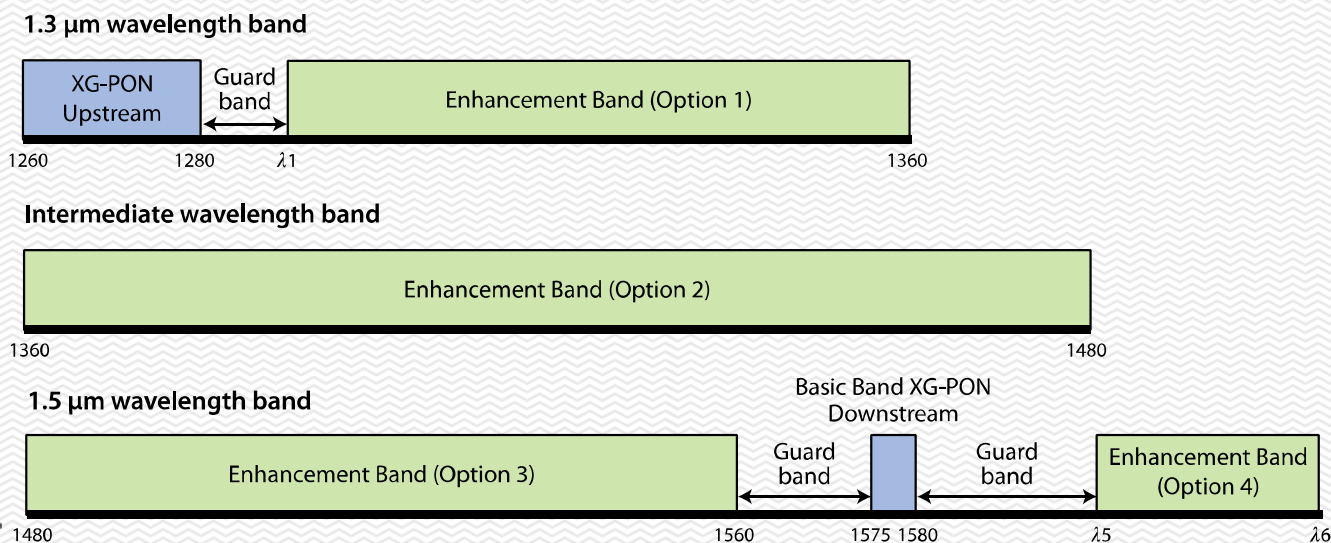 1.3 µm wavelength band
XG-PON
Upstream
Guard
band
Enhancement Band (Option 1)
1260
1280
λ1
1360
Intermediate wavelength band
Enhancement Band (Option 2)
1360
1480
1.5 µm wavelength band
Basic Band XG-PON
Downstream
Enhancement Band (Option 3)
Guard
band
Guard
band
Enhancement Band
(Option 4)
1480
1560
1575 1580
λ5
λ6